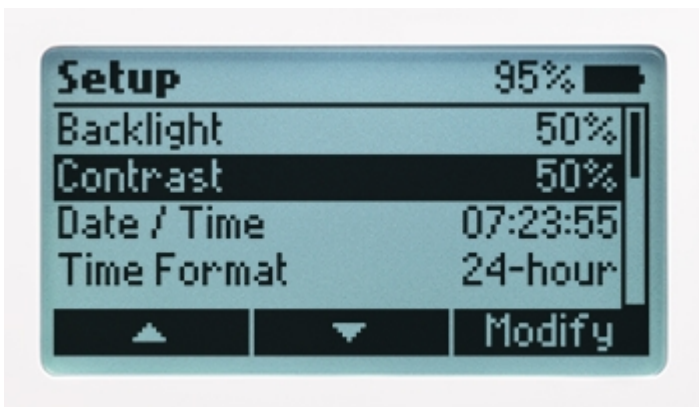 Setup 95%
Backlight 50%
Contrast 50%
Date / Time 07:23:55
Time Format 24-hour
Modify